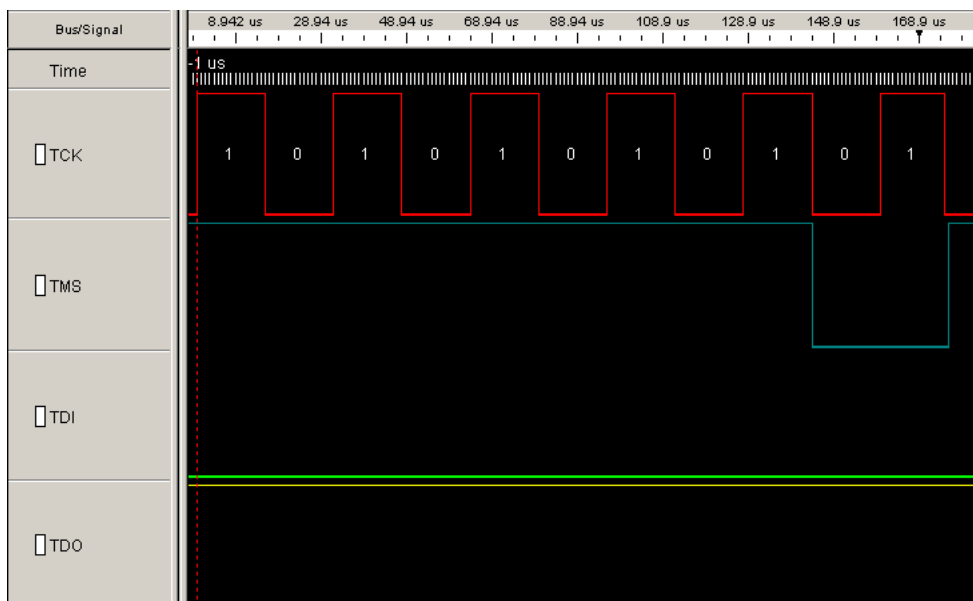 Bus/Signal
8.942 us 28.94 us 48.94 us 68.94 us 88.94 us 108.9 us 128.9 us 148.9 us 168.9 us
Time
-1 us
TCK
1 0 1 0 1 0 1 0 1 0 1
TMS
TDI
TDO